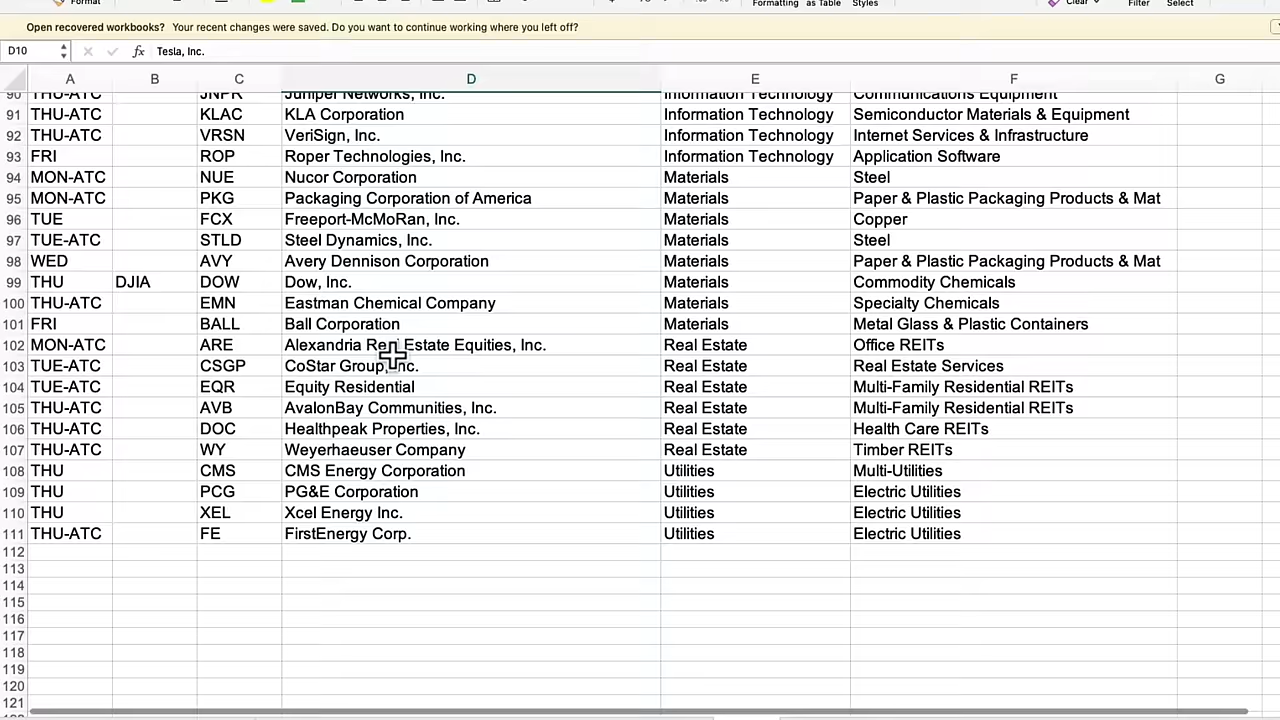 Format
Formatting as Table Styles Clear Filter Select
Open recovered workbooks? Your recent changes were saved. Do you want to continue working where you left off?
D10 fx Tesla, Inc.
A B C D E F G
90 THU-ATC JNPR Juniper Networks, Inc. Information Technology Communications Equipment
91 THU-ATC KLAC KLA Corporation Information Technology Semiconductor Materials & Equipment
92 THU-ATC VRSN VeriSign, Inc. Information Technology Internet Services & Infrastructure
93 FRI ROP Roper Technologies, Inc. Information Technology Application Software
94 MON-ATC NUE Nucor Corporation Materials Steel
95 MON-ATC PKG Packaging Corporation of America Materials Paper & Plastic Packaging Products & Mat
96 TUE FCX Freeport-McMoRan, Inc. Materials Copper
97 TUE-ATC STLD Steel Dynamics, Inc. Materials Steel
98 WED AVY Avery Dennison Corporation Materials Paper & Plastic Packaging Products & Mat
99 THU DJIA DOW Dow, Inc. Materials Commodity Chemicals
100 THU-ATC EMN Eastman Chemical Company Materials Specialty Chemicals
101 FRI BALL Ball Corporation Materials Metal Glass & Plastic Containers
102 MON-ATC ARE Alexandria Real Estate Equities, Inc. Real Estate Office REITs
103 TUE-ATC CSGP CoStar Group, Inc. Real Estate Real Estate Services
104 TUE-ATC EQR Equity Residential Real Estate Multi-Family Residential REITs
105 THU-ATC AVB AvalonBay Communities, Inc. Real Estate Multi-Family Residential REITs
106 THU-ATC DOC Healthpeak Properties, Inc. Real Estate Health Care REITs
107 THU-ATC WY Weyerhaeuser Company Real Estate Timber REITs
108 THU CMS CMS Energy Corporation Utilities Multi-Utilities
109 THU PCG PG&E Corporation Utilities Electric Utilities
110 THU XEL Xcel Energy Inc. Utilities Electric Utilities
111 THU-ATC FE FirstEnergy Corp. Utilities Electric Utilities
112
113
114
115
116
117
118
119
120
121